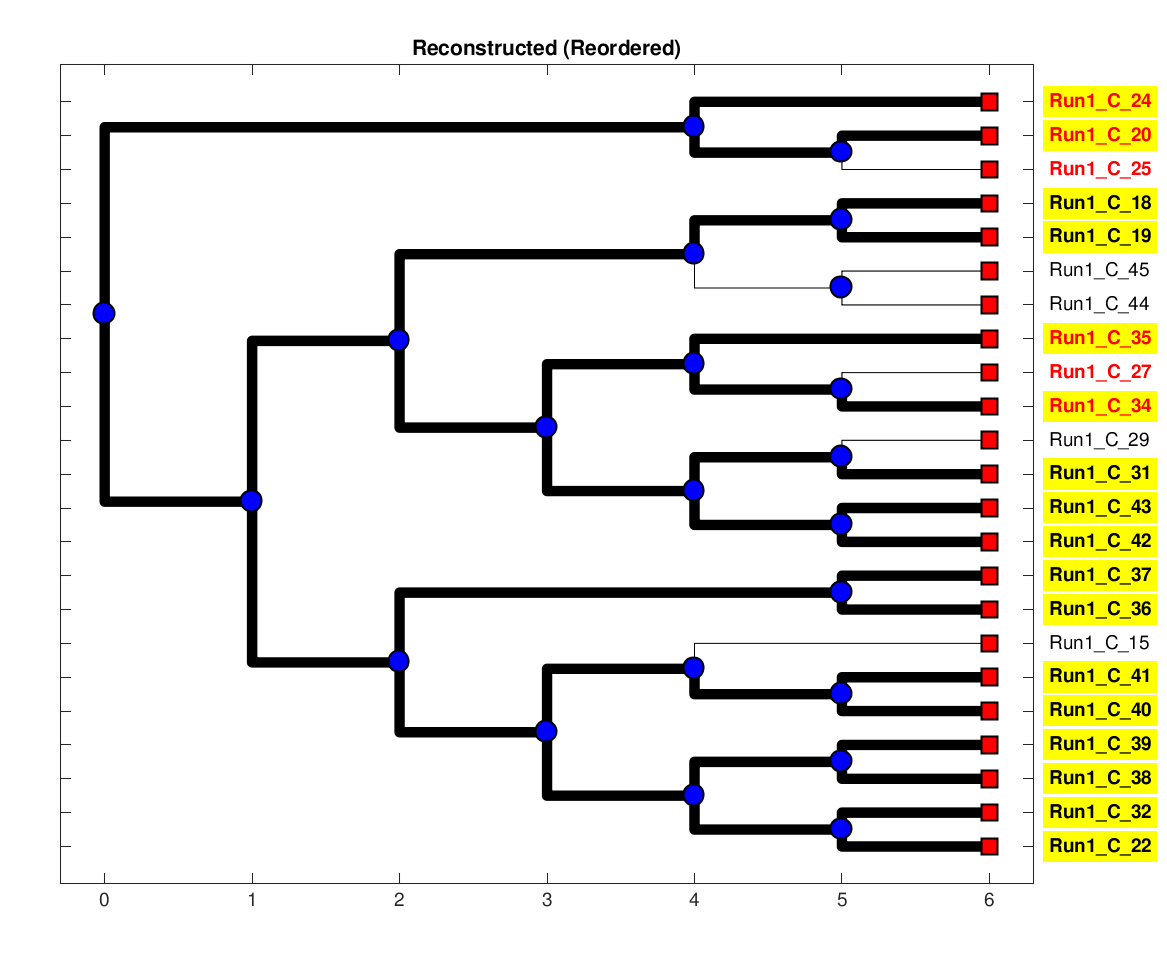 Reconstructed (Reordered)
Run1_C_24
Run1_C_20
Run1_C_25
Run1_C_18
Run1_C_19
Run1_C_45
Run1_C_44
Run1_C_35
Run1_C_27
Run1_C_34
Run1_C_29
Run1_C_31
Run1_C_43
Run1_C_42
Run1_C_37
Run1_C_36
Run1_C_15
Run1_C_41
Run1_C_40
Run1_C_39
Run1_C_38
Run1_C_32
Run1_C_22
0 1 2 3 4 5 6